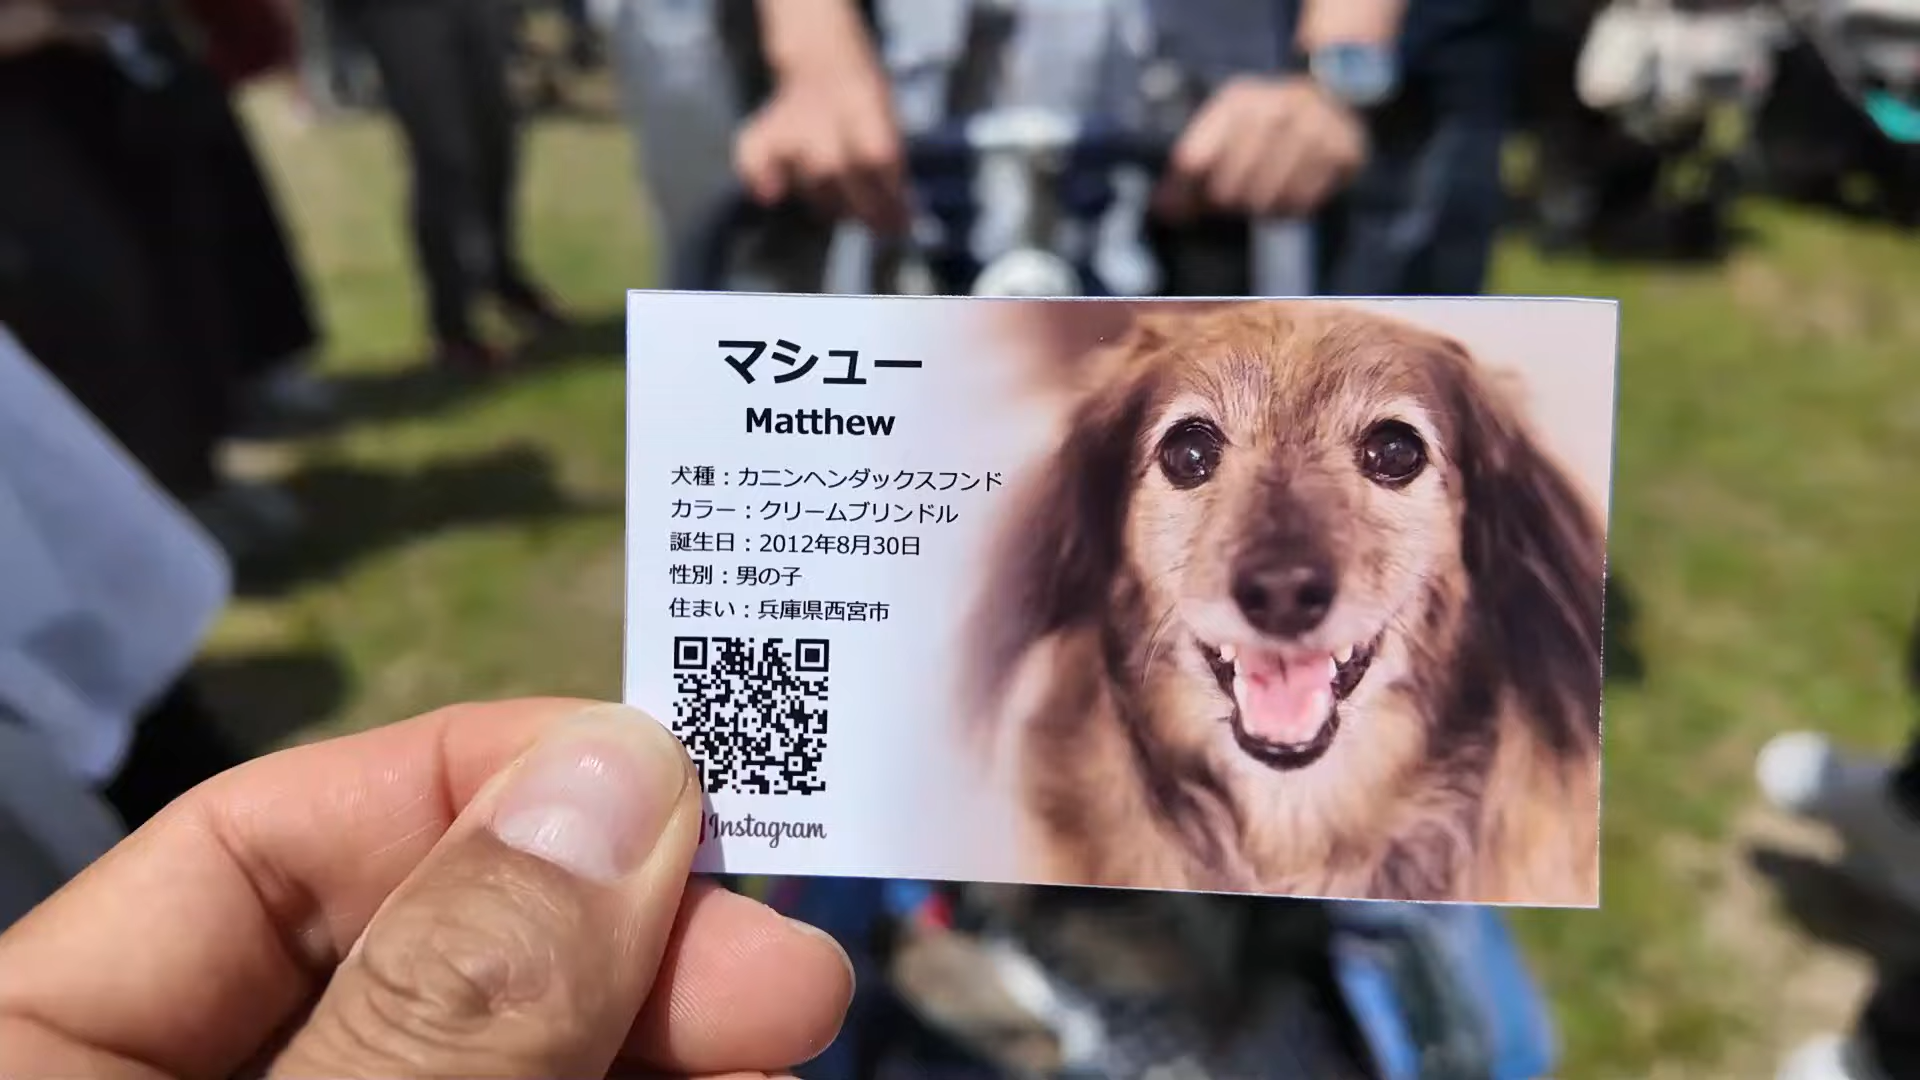 マシュー
Matthew
犬種：カニンヘンダックスフンド
カラー：クリームブリンドル
誕生日：2012年8月30日
性別：男の子
住まい：兵庫県西宮市
Instagram